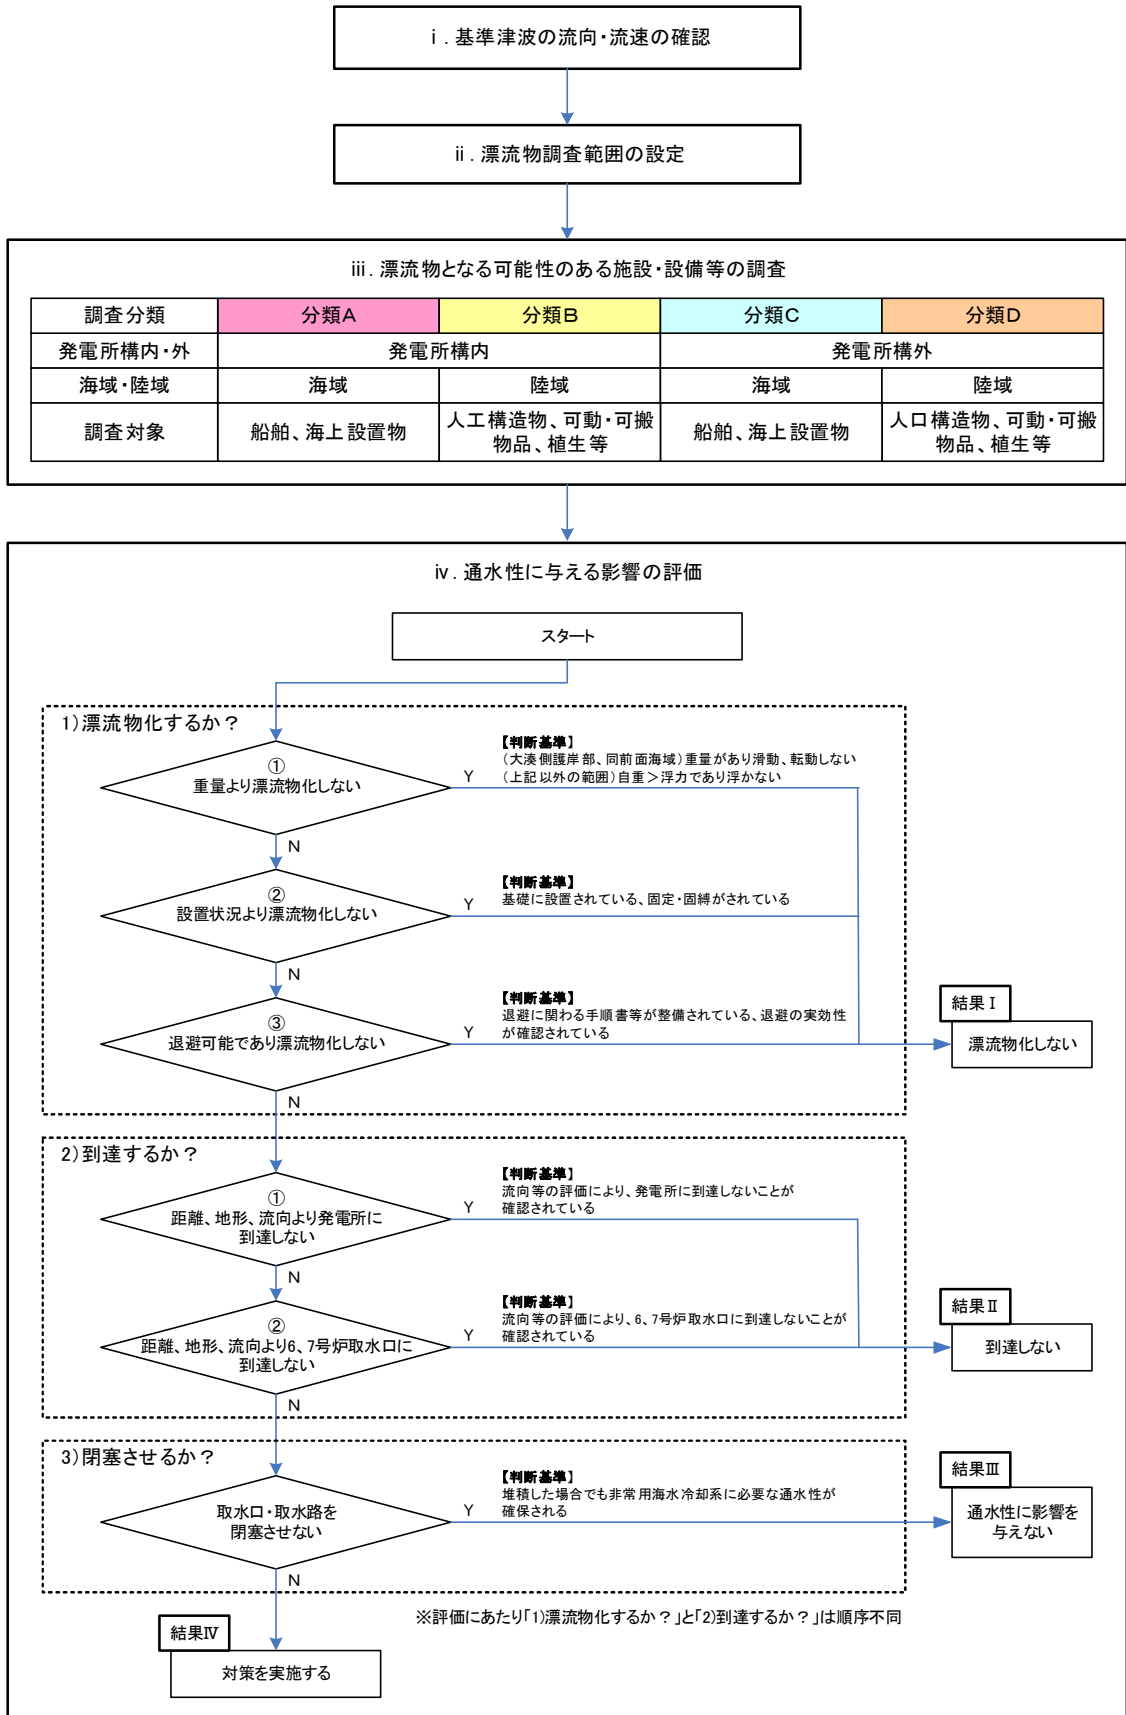 ⅰ. 基準津波の流向・流速の確認
ⅱ. 漂流物調査範囲の設定
ⅲ. 漂流物となる可能性のある施設・設備等の調査
調査分類 分類A 分類B 分類C 分類D
発電所構内・外 発電所構内 発電所構外
海域・陸域 海域 陸域 海域 陸域
調査対象 船舶、海上設置物 人工構造物、可動・可搬物品、植生等 船舶、海上設置物 人口構造物、可動・可搬物品、植生等
ⅳ. 通水性に与える影響の評価
スタート
1)漂流物化するか？
①
重量より漂流物化しない
Y
【判断基準】
(大湊側護岸部、同前面海域)重量があり滑動、転動しない
(上記以外の範囲)自重＞浮力であり浮かない
N
②
設置状況より漂流物化しない
Y
【判断基準】
基礎に設置されている、固定・固縛がされている
N
③
退避可能であり漂流物化しない
Y
【判断基準】
退避に関わる手順書等が整備されている、退避の実効性
が確認されている
結果Ⅰ
漂流物化しない
N
2)到達するか？
①
距離、地形、流向より発電所に
到達しない
Y
【判断基準】
流向等の評価により、発電所に到達しないことが
確認されている
N
②
距離、地形、流向より6、7号炉取水口に
到達しない
Y
【判断基準】
流向等の評価により、6、7号炉取水口に到達しないことが
確認されている
結果Ⅱ
到達しない
N
3)閉塞させるか？
取水口・取水路を
閉塞させない
Y
【判断基準】
堆積した場合でも非常用海水冷却系に必要な通水性が
確保される
結果Ⅲ
通水性に影響を
与えない
N
※評価にあたり「1)漂流物化するか？」と「2)到達するか？」は順序不同
結果Ⅳ
対策を実施する